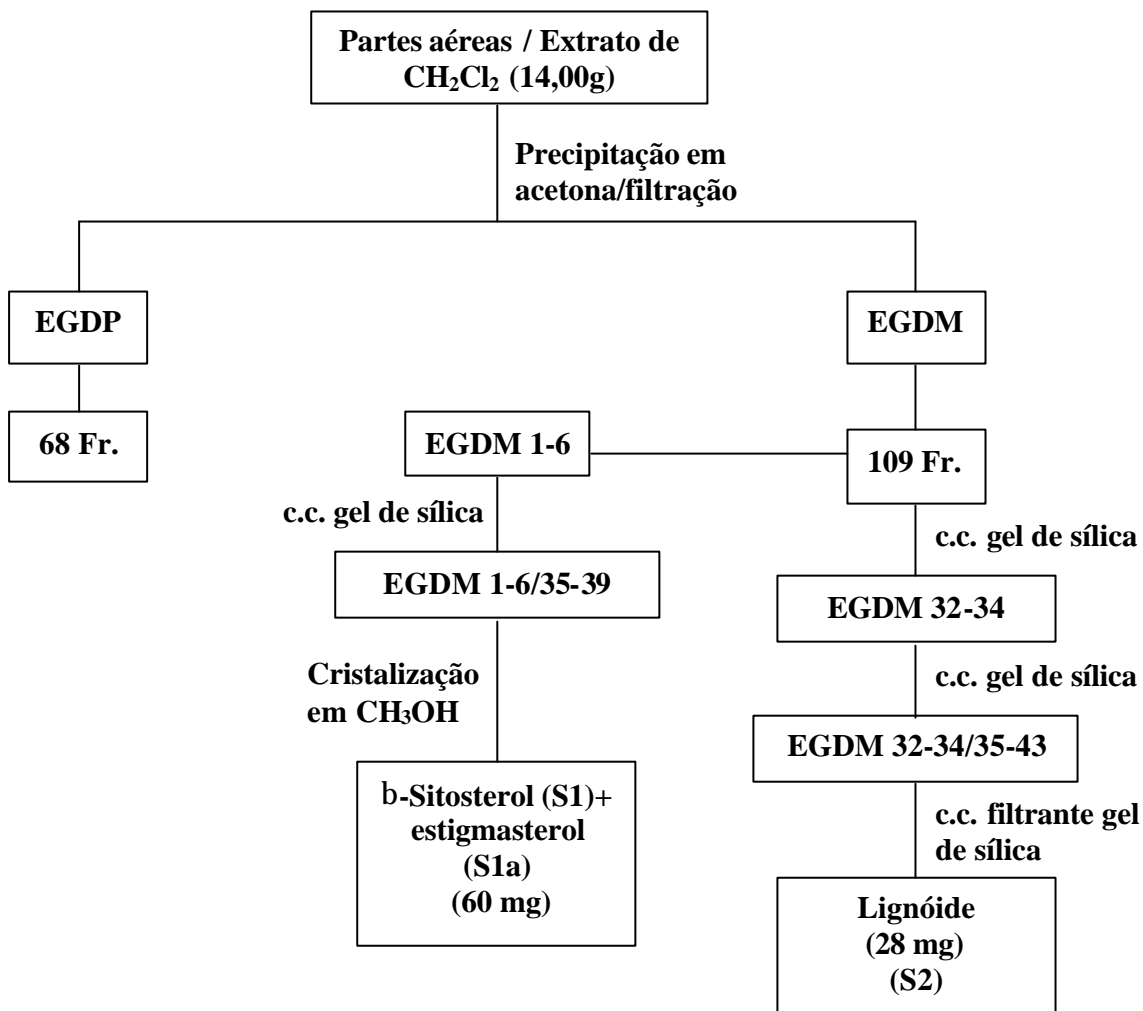 Partes aéreas / Extrato de
CH₂Cl₂ (14,00g)
Precipitação em
acetona/filtração
EGDP
EGDM
68 Fr.
EGDM 1-6
109 Fr.
c.c. gel de sílica
c.c. gel de sílica
EGDM 1-6/35-39
EGDM 32-34
Cristalização
em CH₃OH
c.c. gel de sílica
EGDM 32-34/35-43
b-Sitosterol (S1)+
estigmasterol
(S1a)
(60 mg)
c.c. filtrante gel
de sílica
Lignóide
(28 mg)
(S2)